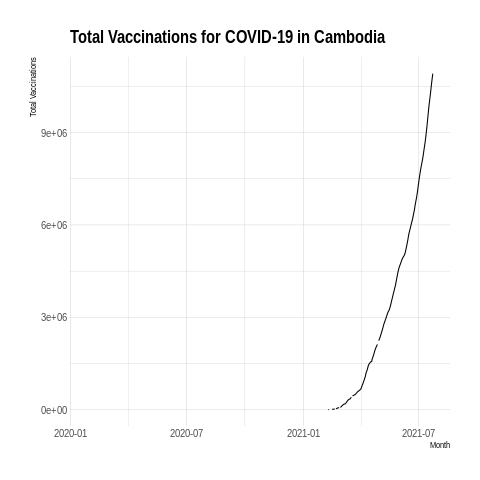 Total Vaccinations for COVID-19 in Cambodia
Total Vaccinations
9e+06
6e+06
3e+06
0e+00
2020-01 2020-07 2021-01 2021-07
Month